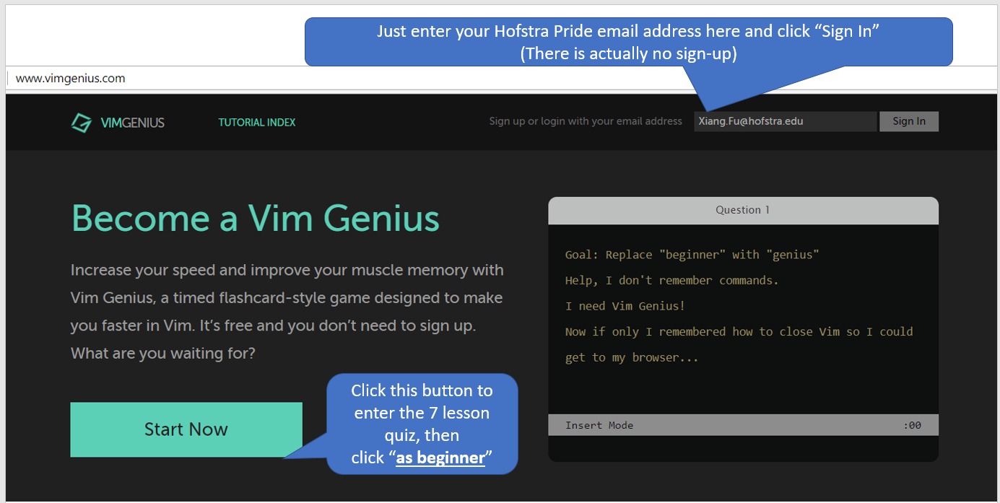 Just enter your Hofstra Pride email address here and click “Sign In”
(There is actually no sign-up)
www.vimgenius.com
VIMGENIUS
TUTORIAL INDEX
Sign up or login with your email address
Xiang.Fu@hofstra.edu
Sign In
Become a Vim Genius
Increase your speed and improve your muscle memory with
Vim Genius, a timed flashcard-style game designed to make
you faster in Vim. It’s free and you don’t need to sign up.
What are you waiting for?
Start Now
Click this button to
enter the 7 lesson
quiz, then
click “as beginner”
Question 1
Goal: Replace "beginner" with "genius"
Help, I don't remember commands.
I need Vim Genius!
Now if only I remembered how to close Vim so I could
get to my browser...
Insert Mode
:00